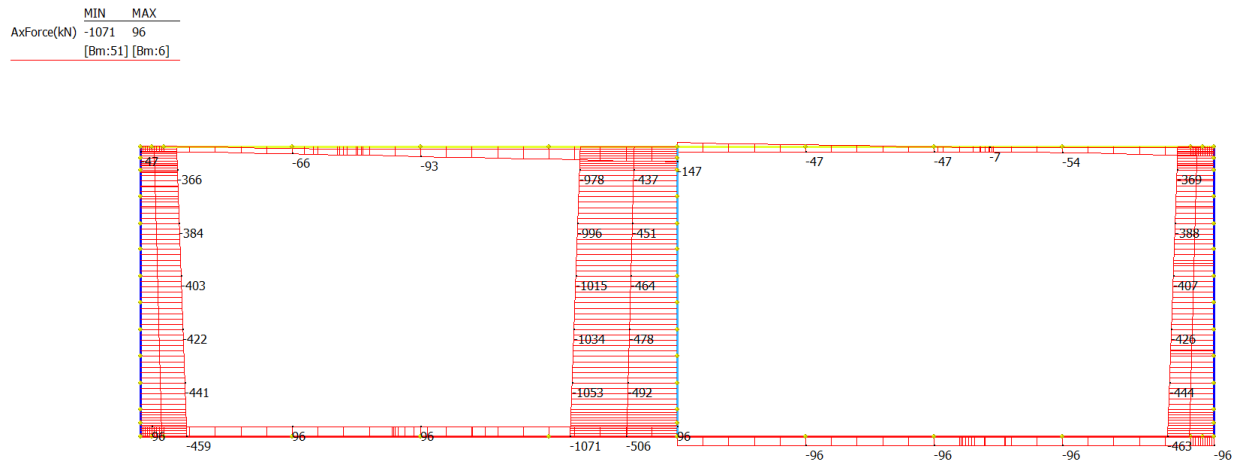 MIN MAX
AxForce(kN) -1071 96
[Bm:51] [Bm:6]
-47 -66 -93 -147 -47 -47 -7 -54
-366 -978 -437 -369
-384 -996 -451 -388
-403 -1015 -464 -407
-422 -1034 -478 -426
-441 -1053 -492 -444
96 96 96 96
-459 -1071 -506 -463
-96 -96 -96 -96